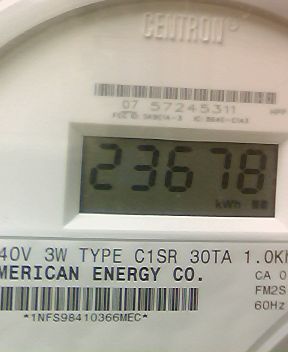 CENTRON®
07 57245311
23678
kWh
40V 3W TYPE C1SR 30TA 1.0K
MERICAN ENERGY CO.
CA 0
FM2S
60Hz
*1NFS98410366MEC*